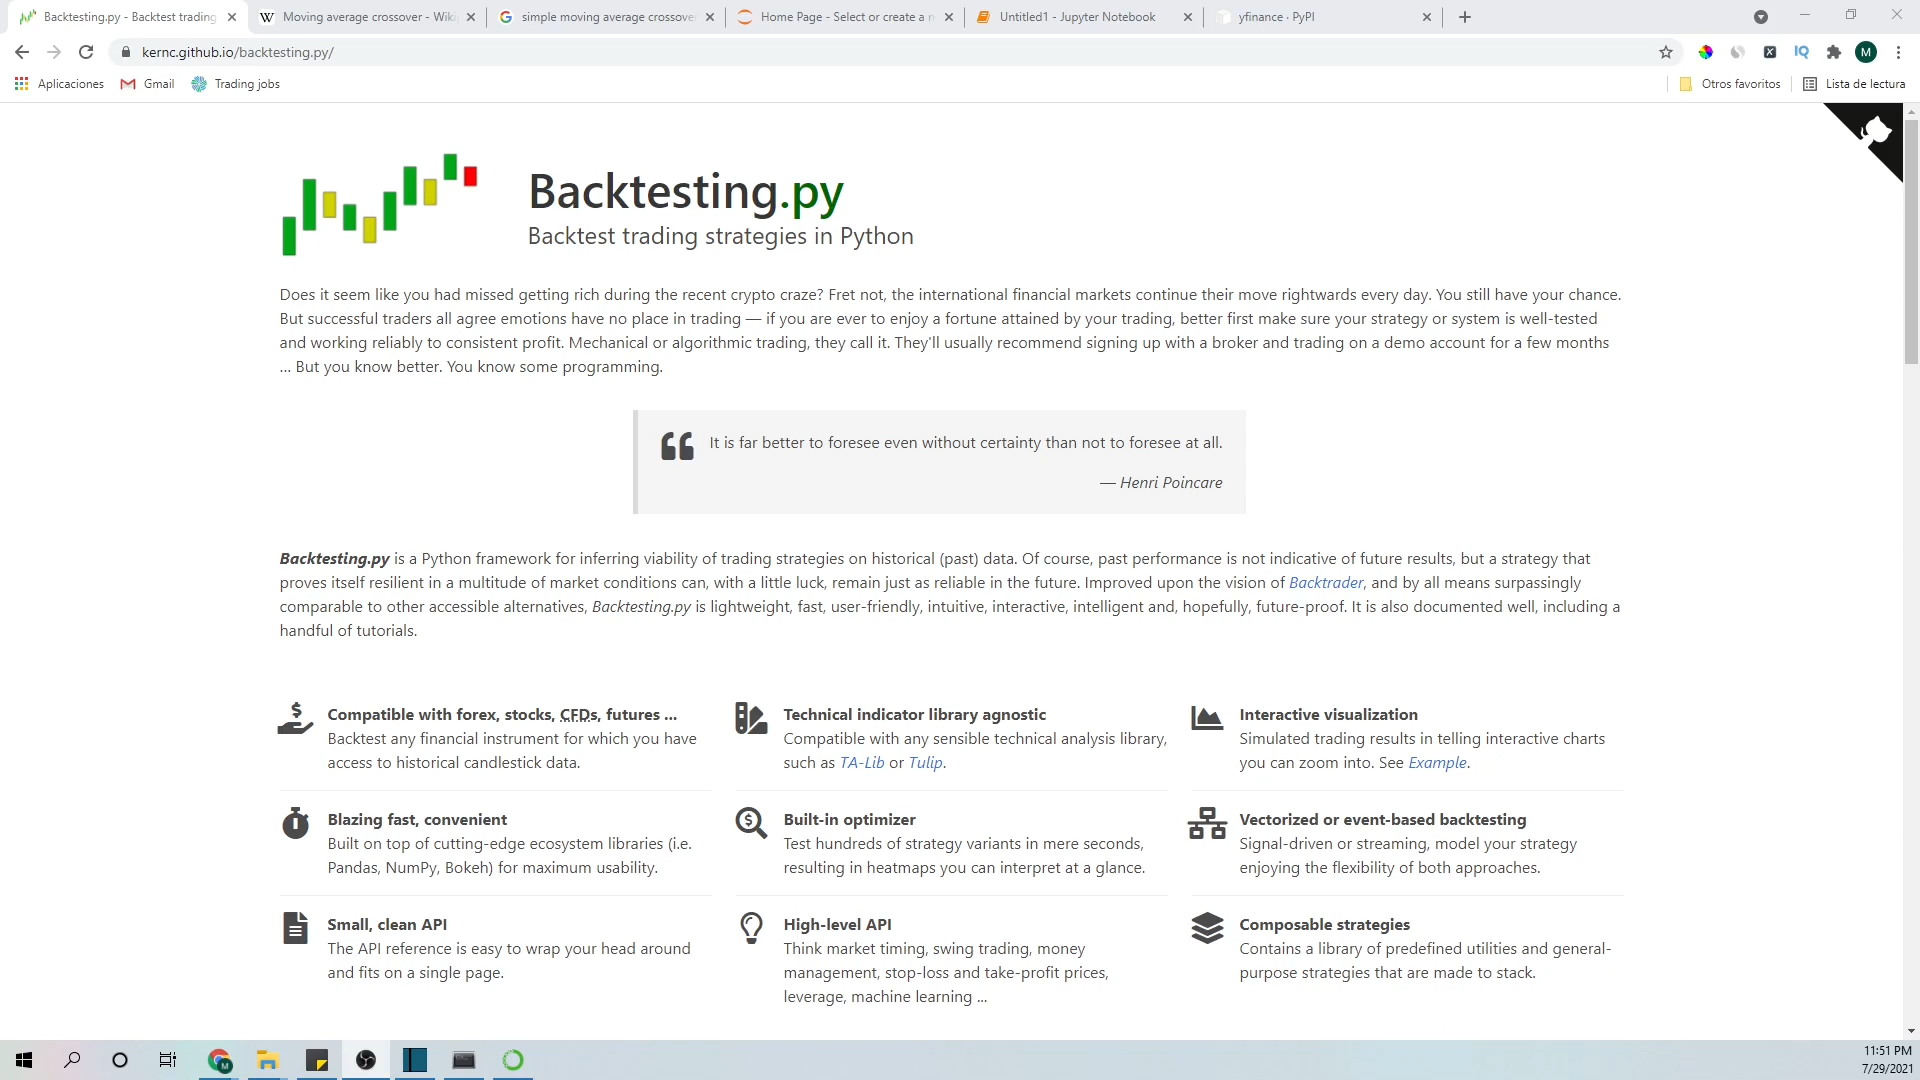 Backtesting.py - Backtest trading
Moving average crossover - Wiki
simple moving average crossove
Home Page - Select or create a n
Untitled1 - Jupyter Notebook
yfinance · PyPI
kernc.github.io/backtesting.py/
Aplicaciones
Gmail
Trading jobs
Otros favoritos
Lista de lectura
Backtesting.py
Backtest trading strategies in Python
Does it seem like you had missed getting rich during the recent crypto craze? Fret not, the international financial markets continue their move rightwards every day. You still have your chance.
But successful traders all agree emotions have no place in trading — if you are ever to enjoy a fortune attained by your trading, better first make sure your strategy or system is well-tested
and working reliably to consistent profit. Mechanical or algorithmic trading, they call it. They'll usually recommend signing up with a broker and trading on a demo account for a few months
... But you know better. You know some programming.
It is far better to foresee even without certainty than not to foresee at all.
— Henri Poincare
Backtesting.py is a Python framework for inferring viability of trading strategies on historical (past) data. Of course, past performance is not indicative of future results, but a strategy that
proves itself resilient in a multitude of market conditions can, with a little luck, remain just as reliable in the future. Improved upon the vision of Backtrader, and by all means surpassingly
comparable to other accessible alternatives, Backtesting.py is lightweight, fast, user-friendly, intuitive, interactive, intelligent and, hopefully, future-proof. It is also documented well, including a
handful of tutorials.
Compatible with forex, stocks, CFDs, futures ...
Backtest any financial instrument for which you have
access to historical candlestick data.
Technical indicator library agnostic
Compatible with any sensible technical analysis library,
such as TA-Lib or Tulip.
Interactive visualization
Simulated trading results in telling interactive charts
you can zoom into. See Example.
Blazing fast, convenient
Built on top of cutting-edge ecosystem libraries (i.e.
Pandas, NumPy, Bokeh) for maximum usability.
Built-in optimizer
Test hundreds of strategy variants in mere seconds,
resulting in heatmaps you can interpret at a glance.
Vectorized or event-based backtesting
Signal-driven or streaming, model your strategy
enjoying the flexibility of both approaches.
Small, clean API
The API reference is easy to wrap your head around
and fits on a single page.
High-level API
Think market timing, swing trading, money
management, stop-loss and take-profit prices,
leverage, machine learning ...
Composable strategies
Contains a library of predefined utilities and general-
purpose strategies that are made to stack.
11:51 PM
7/29/2021